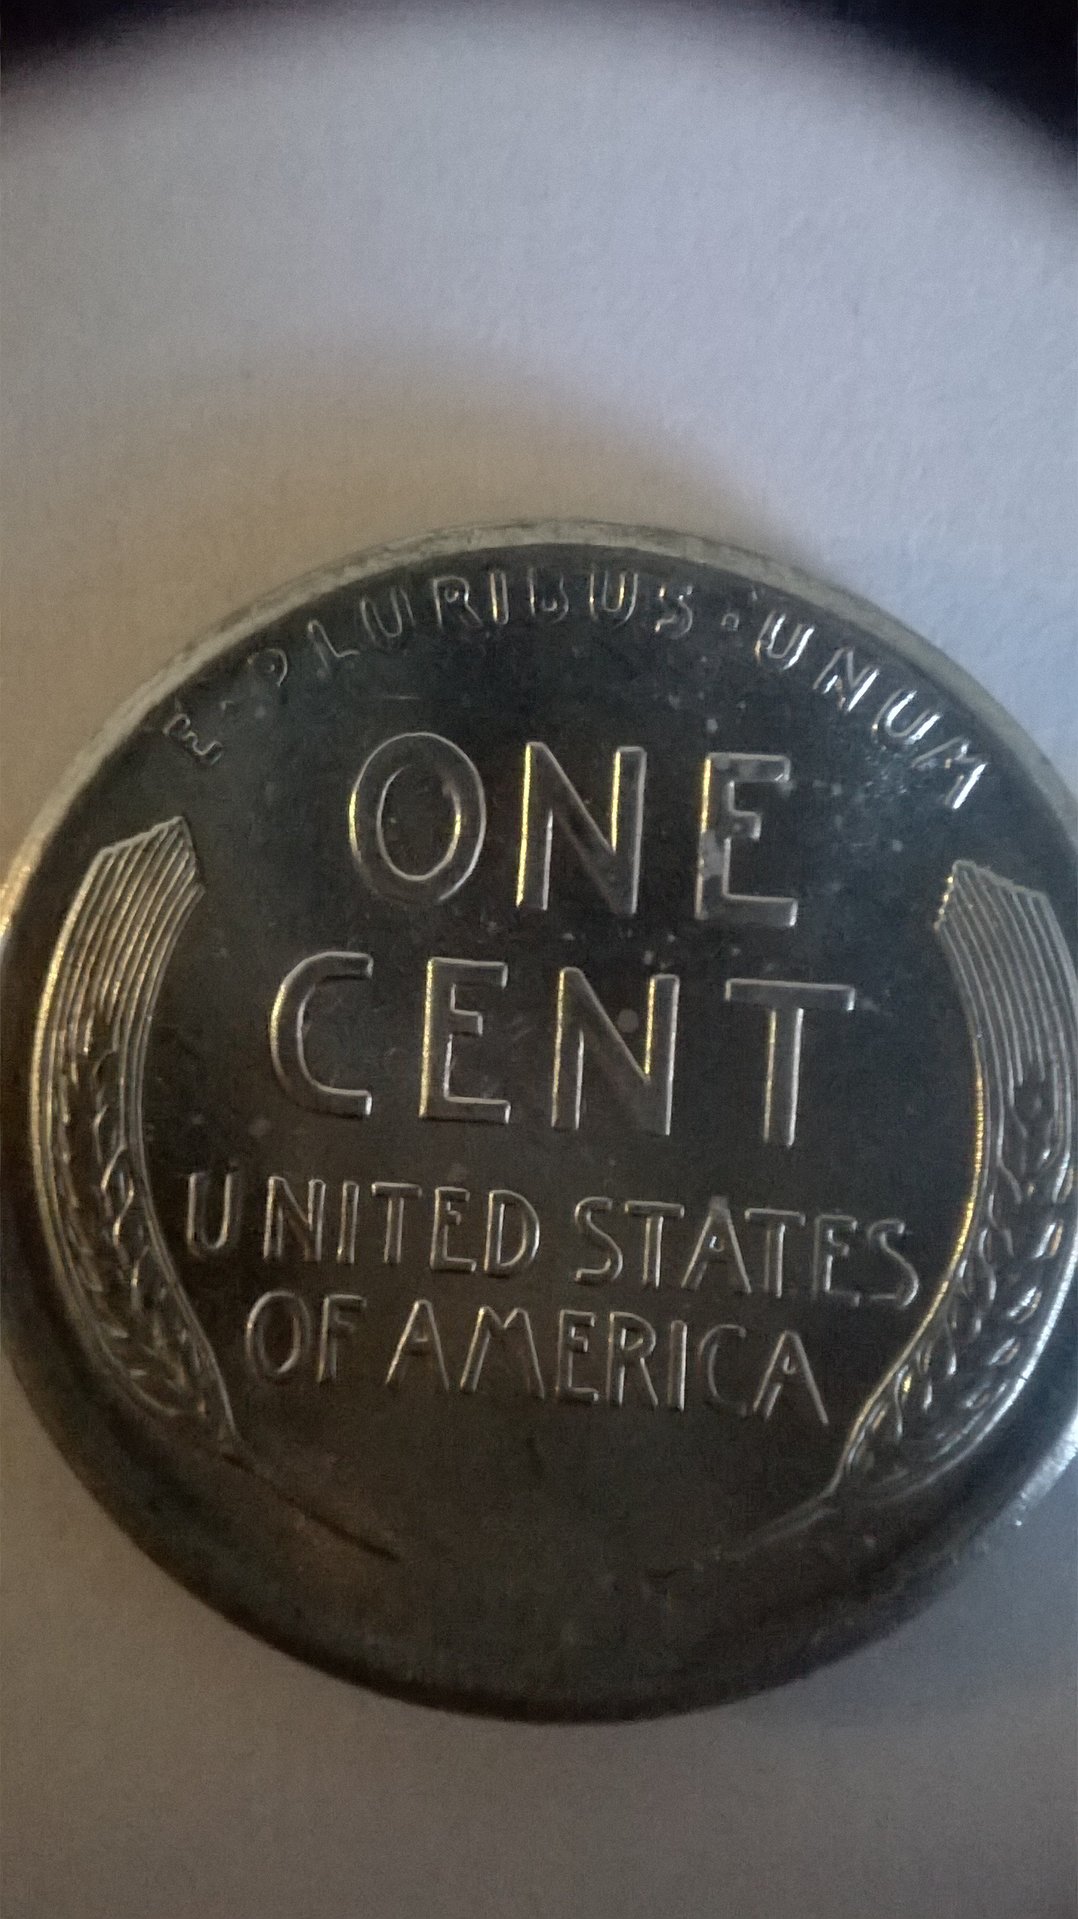 E · PLURIBUS · UNUM
ONE
CENT
UNITED STATES
OF AMERICA